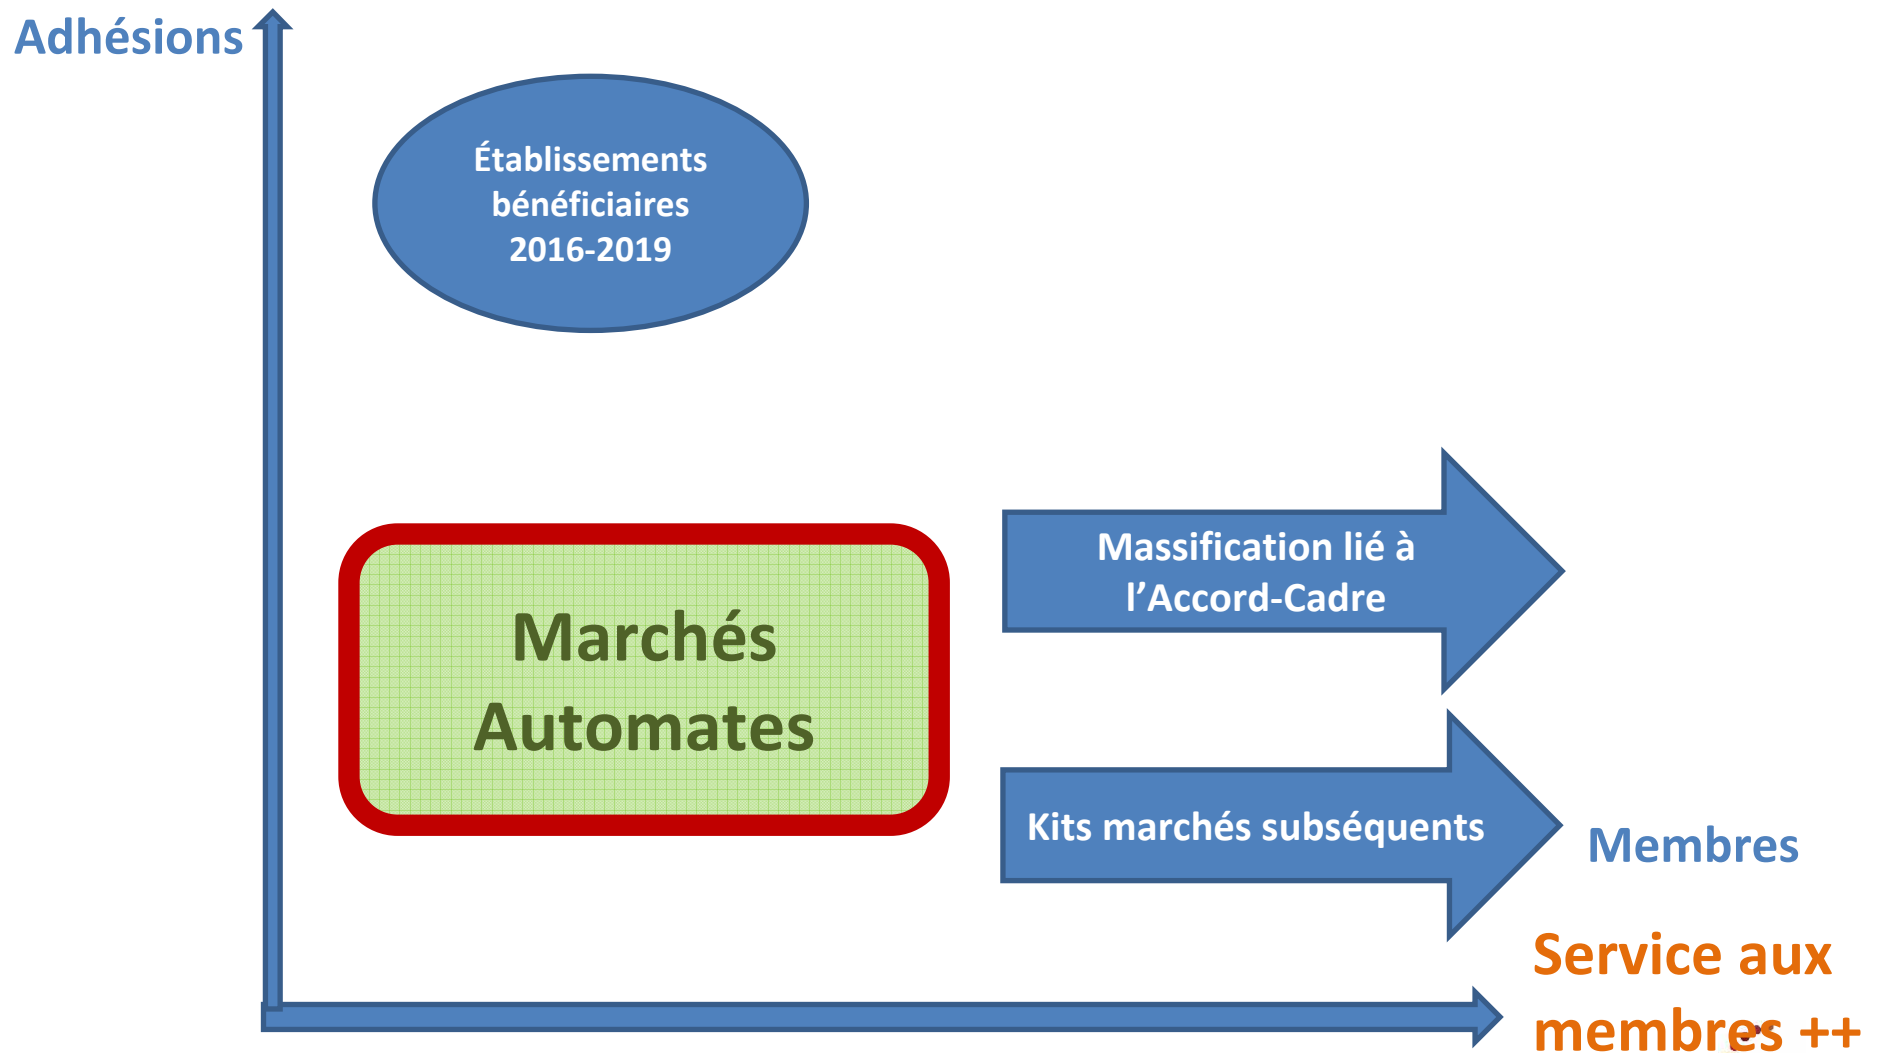 Adhésions
Établissements
bénéficiaires
2016-2019
Massification lié à
l’Accord-Cadre
Marchés
Automates
Kits marchés subséquents
Membres
Service aux
membres ++